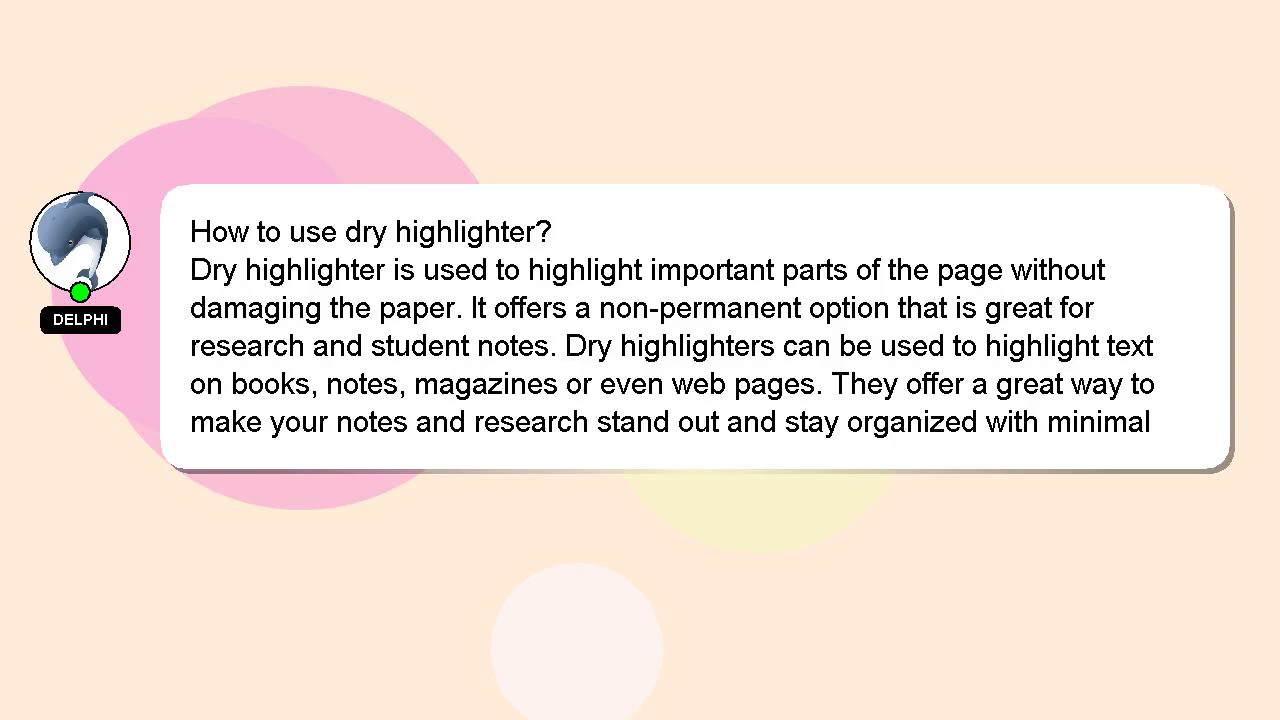 How to use dry highlighter?
Dry highlighter is used to highlight important parts of the page without
damaging the paper. It offers a non-permanent option that is great for
research and student notes. Dry highlighters can be used to highlight text
on books, notes, magazines or even web pages. They offer a great way to
make your notes and research stand out and stay organized with minimal
DELPHI